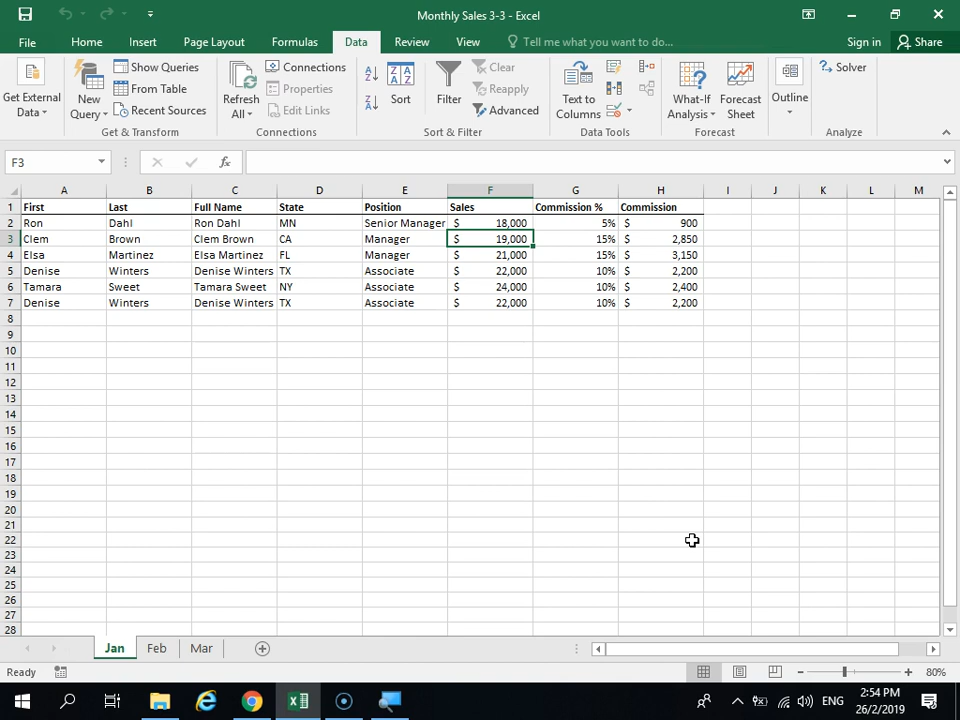 Monthly Sales 3-3 - Excel
File Home Insert Page Layout Formulas Data Review View Tell me what you want to do... Sign in Share
Get External Data
New Query
Show Queries
From Table
Recent Sources
Get & Transform
Refresh All
Connections
Properties
Edit Links
Connections
Sort
Filter
Clear
Reapply
Advanced
Sort & Filter
Text to Columns
Data Tools
What-If Analysis
Forecast Sheet
Forecast
Outline
Solver
Analyze
F3 fx
A B C D E F G H I J K L M
1 First Last Full Name State Position Sales Commission % Commission
2 Ron Dahl Ron Dahl MN Senior Manager $ 18,000 5% $ 900
3 Clem Brown Clem Brown CA Manager $ 19,000 15% $ 2,850
4 Elsa Martinez Elsa Martinez FL Manager $ 21,000 15% $ 3,150
5 Denise Winters Denise Winters TX Associate $ 22,000 10% $ 2,200
6 Tamara Sweet Tamara Sweet NY Associate $ 24,000 10% $ 2,400
7 Denise Winters Denise Winters TX Associate $ 22,000 10% $ 2,200
8
9
10
11
12
13
14
15
16
17
18
19
20
21
22
23
24
25
26
27
28
Jan Feb Mar
Ready 80%
ENG 2:54 PM
26/2/2019